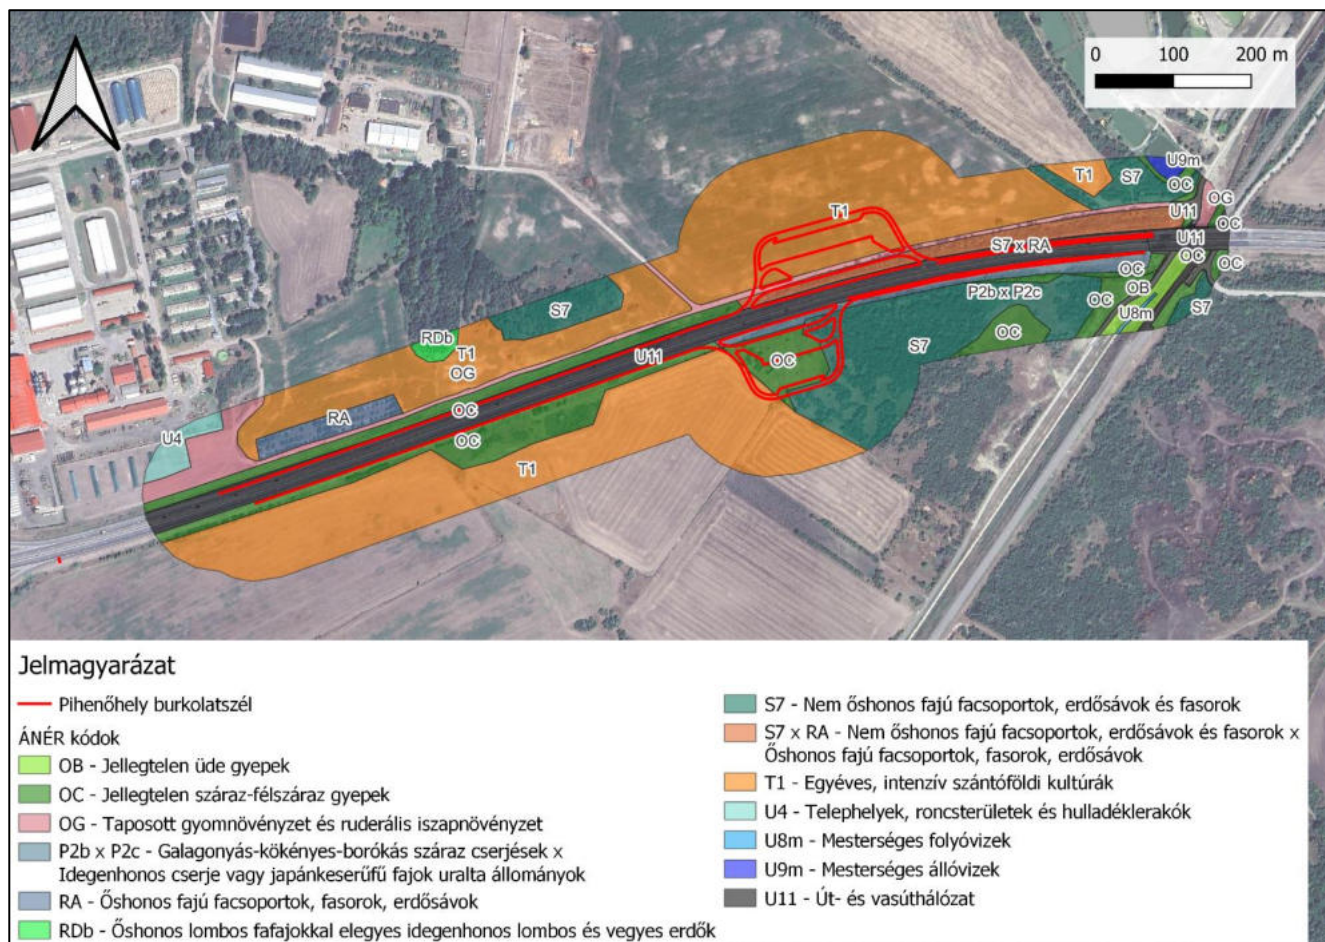 0 100 200 m
U9m
T1
S7
OC
OG
T1
U11
OC
S7 x RA
U11
OC
OC
OC
P2b x P2c
OB
OC
S7
U8m
S7
OC
RDb
T1
S7
U11
OC
OG
RA
OC
U4
OC
T1
Jelmagyarázat
Pihenőhely burkolatszél
ÁNÉR kódok
OB - Jellegtelen üde gyepek
OC - Jellegtelen száraz-félszáraz gyepek
OG - Taposott gyomnövényzet és ruderális iszapnövényzet
P2b x P2c - Galagonyás-kökényes-borókás száraz cserjések x
Idegenhonos cserje vagy japánkeserűfű fajok uralta állományok
RA - Őshonos fajú facsoportok, fasorok, erdősávok
RDb - Őshonos lombos fafajokkal elegyes idegenhonos lombos és vegyes erdők
S7 - Nem őshonos fajú facsoportok, erdősávok és fasorok
S7 x RA - Nem őshonos fajú facsoportok, erdősávok és fasorok x
Őshonos fajú facsoportok, fasorok, erdősávok
T1 - Egyéves, intenzív szántóföldi kultúrák
U4 - Telephelyek, roncsterületek és hulladéklerakók
U8m - Mesterséges folyóvizek
U9m - Mesterséges állóvizek
U11 - Út- és vasúthálózat